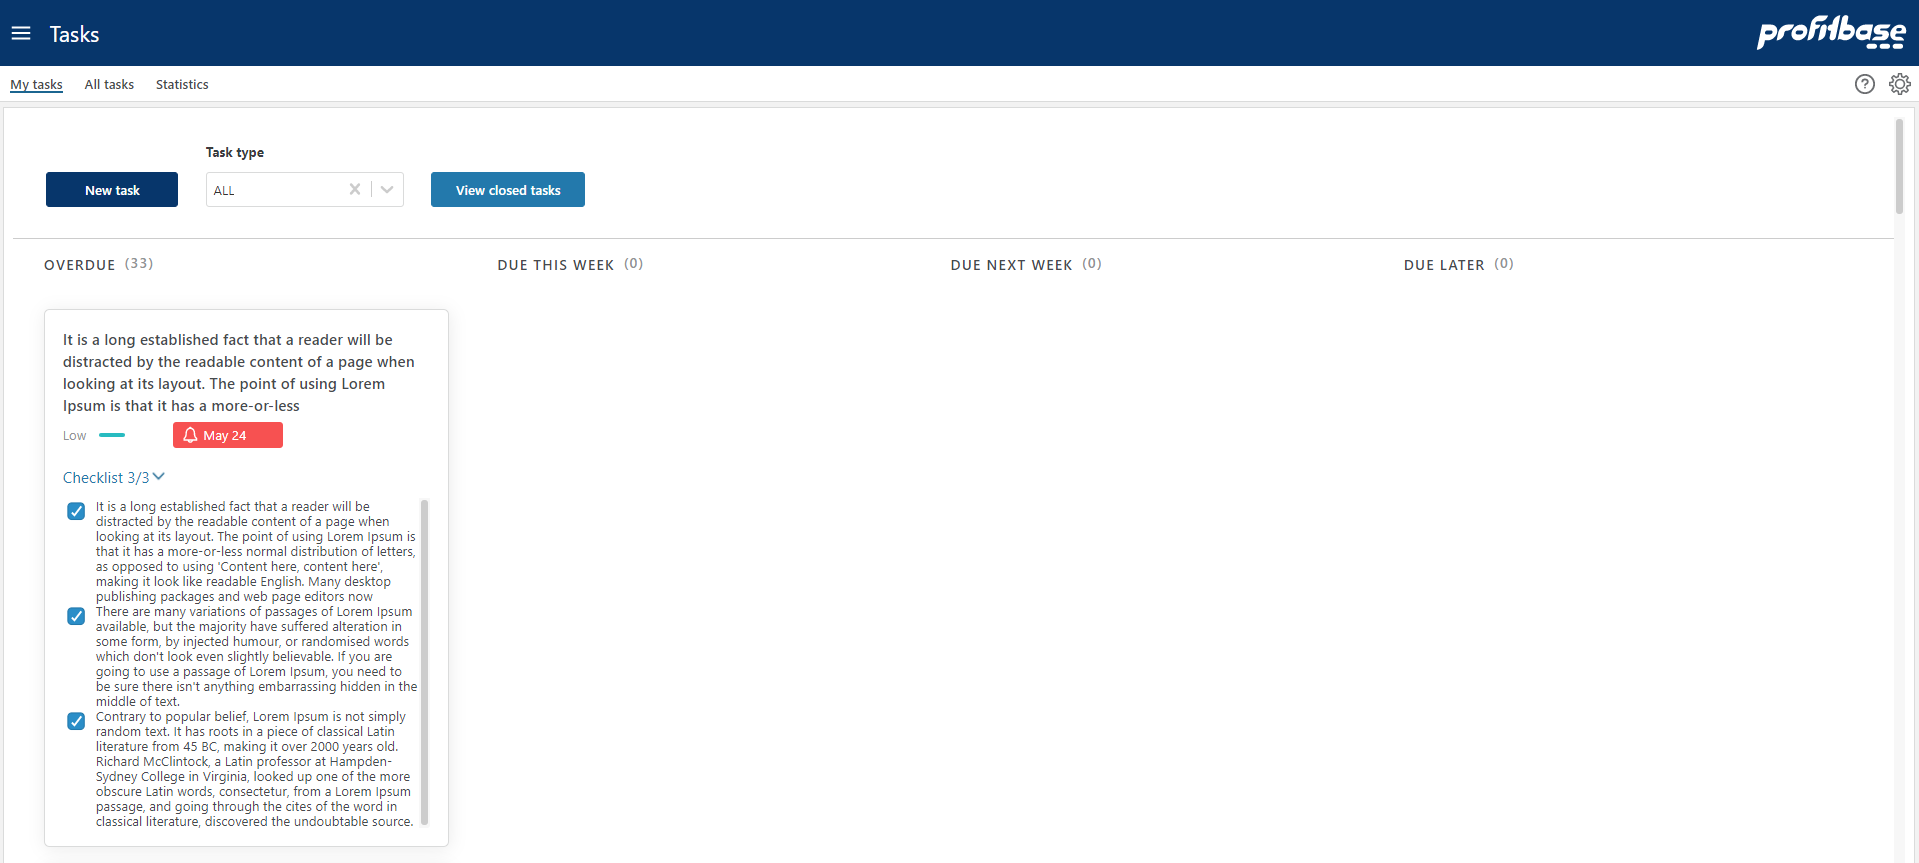 Tasks
profitbase
My tasks All tasks Statistics
Task type
New task ALL View closed tasks
OVERDUE (33) DUE THIS WEEK (0) DUE NEXT WEEK (0) DUE LATER (0)
It is a long established fact that a reader will be
distracted by the readable content of a page when
looking at its layout. The point of using Lorem
Ipsum is that it has a more-or-less
Low May 24
Checklist 3/3
It is a long established fact that a reader will be
distracted by the readable content of a page when
looking at its layout. The point of using Lorem Ipsum is
that it has a more-or-less normal distribution of letters,
as opposed to using 'Content here, content here',
making it look like readable English. Many desktop
publishing packages and web page editors now
There are many variations of passages of Lorem Ipsum
available, but the majority have suffered alteration in
some form, by injected humour, or randomised words
which don't look even slightly believable. If you are
going to use a passage of Lorem Ipsum, you need to
be sure there isn't anything embarrassing hidden in the
middle of text.
Contrary to popular belief, Lorem Ipsum is not simply
random text. It has roots in a piece of classical Latin
literature from 45 BC, making it over 2000 years old.
Richard McClintock, a Latin professor at Hampden-
Sydney College in Virginia, looked up one of the more
obscure Latin words, consectetur, from a Lorem Ipsum
passage, and going through the cites of the word in
classical literature, discovered the undoubtable source.